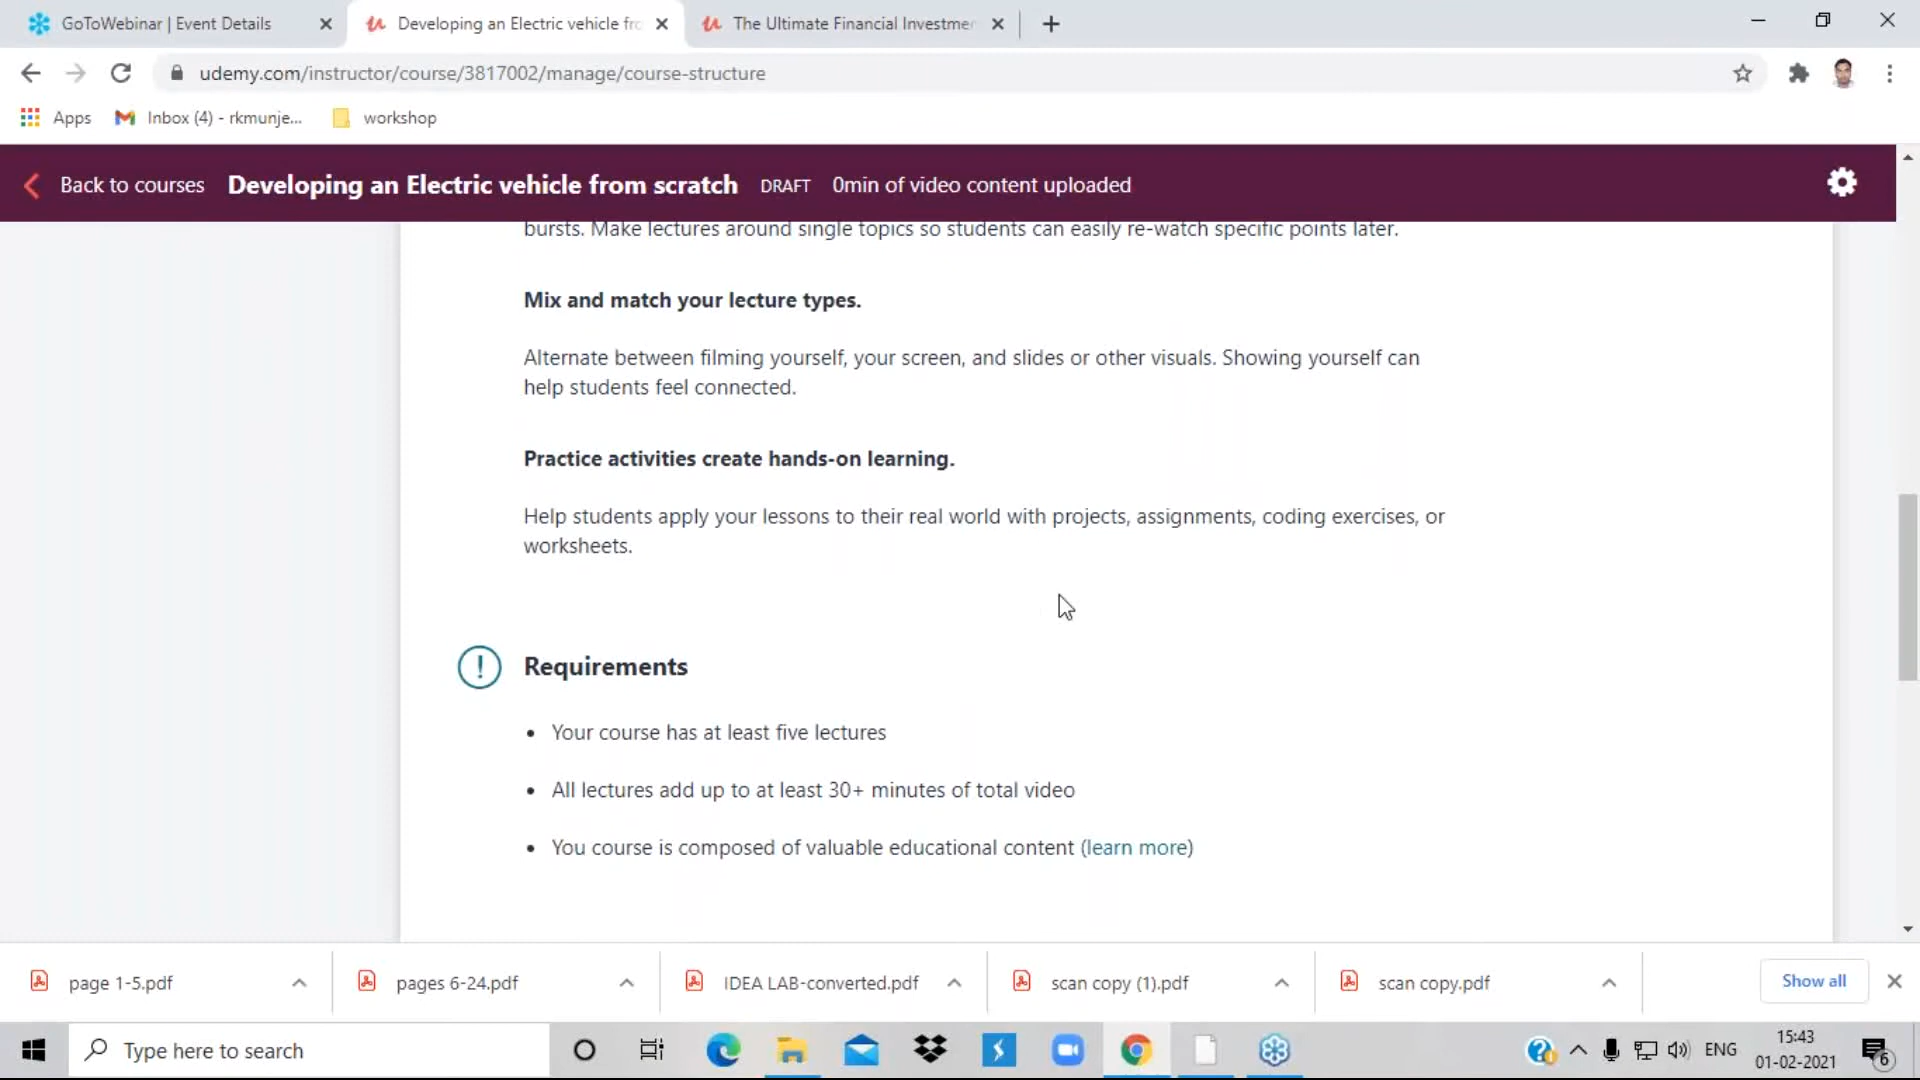 GoToWebinar | Event Details
Developing an Electric vehicle fro
The Ultimate Financial Investmen
udemy.com/instructor/course/3817002/manage/course-structure
Apps
Inbox (4) - rkmunje...
workshop
Back to courses
Developing an Electric vehicle from scratch
DRAFT
0min of video content uploaded
bursts. Make lectures around single topics so students can easily re-watch specific points later.
Mix and match your lecture types.
Alternate between filming yourself, your screen, and slides or other visuals. Showing yourself can
help students feel connected.
Practice activities create hands-on learning.
Help students apply your lessons to their real world with projects, assignments, coding exercises, or
worksheets.
Requirements
• Your course has at least five lectures
• All lectures add up to at least 30+ minutes of total video
• You course is composed of valuable educational content (learn more)
page 1-5.pdf
pages 6-24.pdf
IDEA LAB-converted.pdf
scan copy (1).pdf
scan copy.pdf
Show all
Type here to search
ENG
15:43
01-02-2021
6